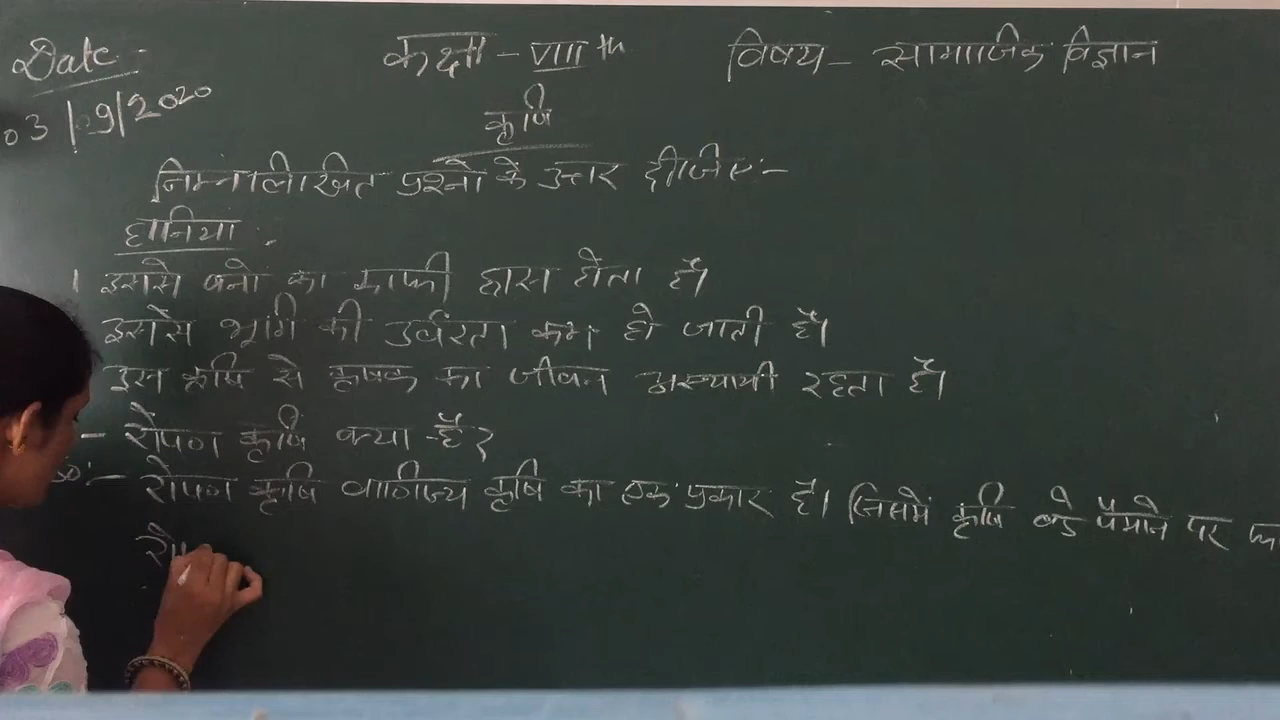 Date :-
कक्षा - VIII th
विषय - सामाजिक विज्ञान
03/09/2020
कृषि
निम्नलिखित प्रश्नो के उत्तर दीजिए:-
हानिया :-
1 इससे वनो का काफी ह्रास होता है।
इससे भूमि की उर्वरता कम हो जाती है।
इस कृषि से कृषक का जीवन अस्थायी रहता है।
- रोपण कृषि क्या है?
:- रोपण कृषि वाणिज्य कृषि का एक प्रकार है। जिसमें कृषि बड़े पैमाने पर
रोप